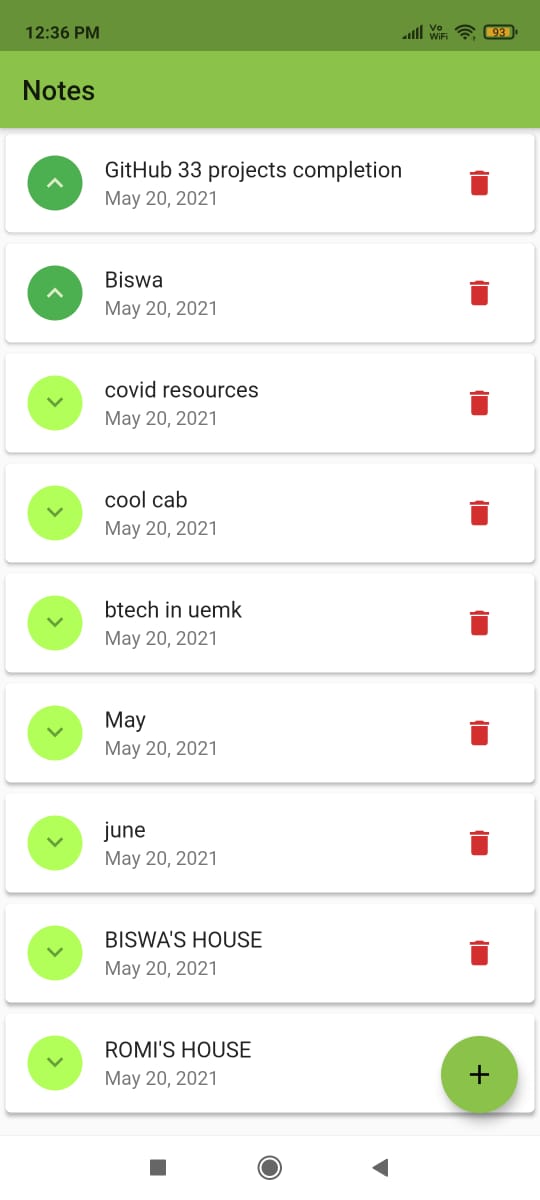 12:36 PM
Vo
WiFi
93
Notes
GitHub 33 projects completion
May 20, 2021
Biswa
May 20, 2021
covid resources
May 20, 2021
cool cab
May 20, 2021
btech in uemk
May 20, 2021
May
May 20, 2021
june
May 20, 2021
BISWA'S HOUSE
May 20, 2021
ROMI'S HOUSE
May 20, 2021